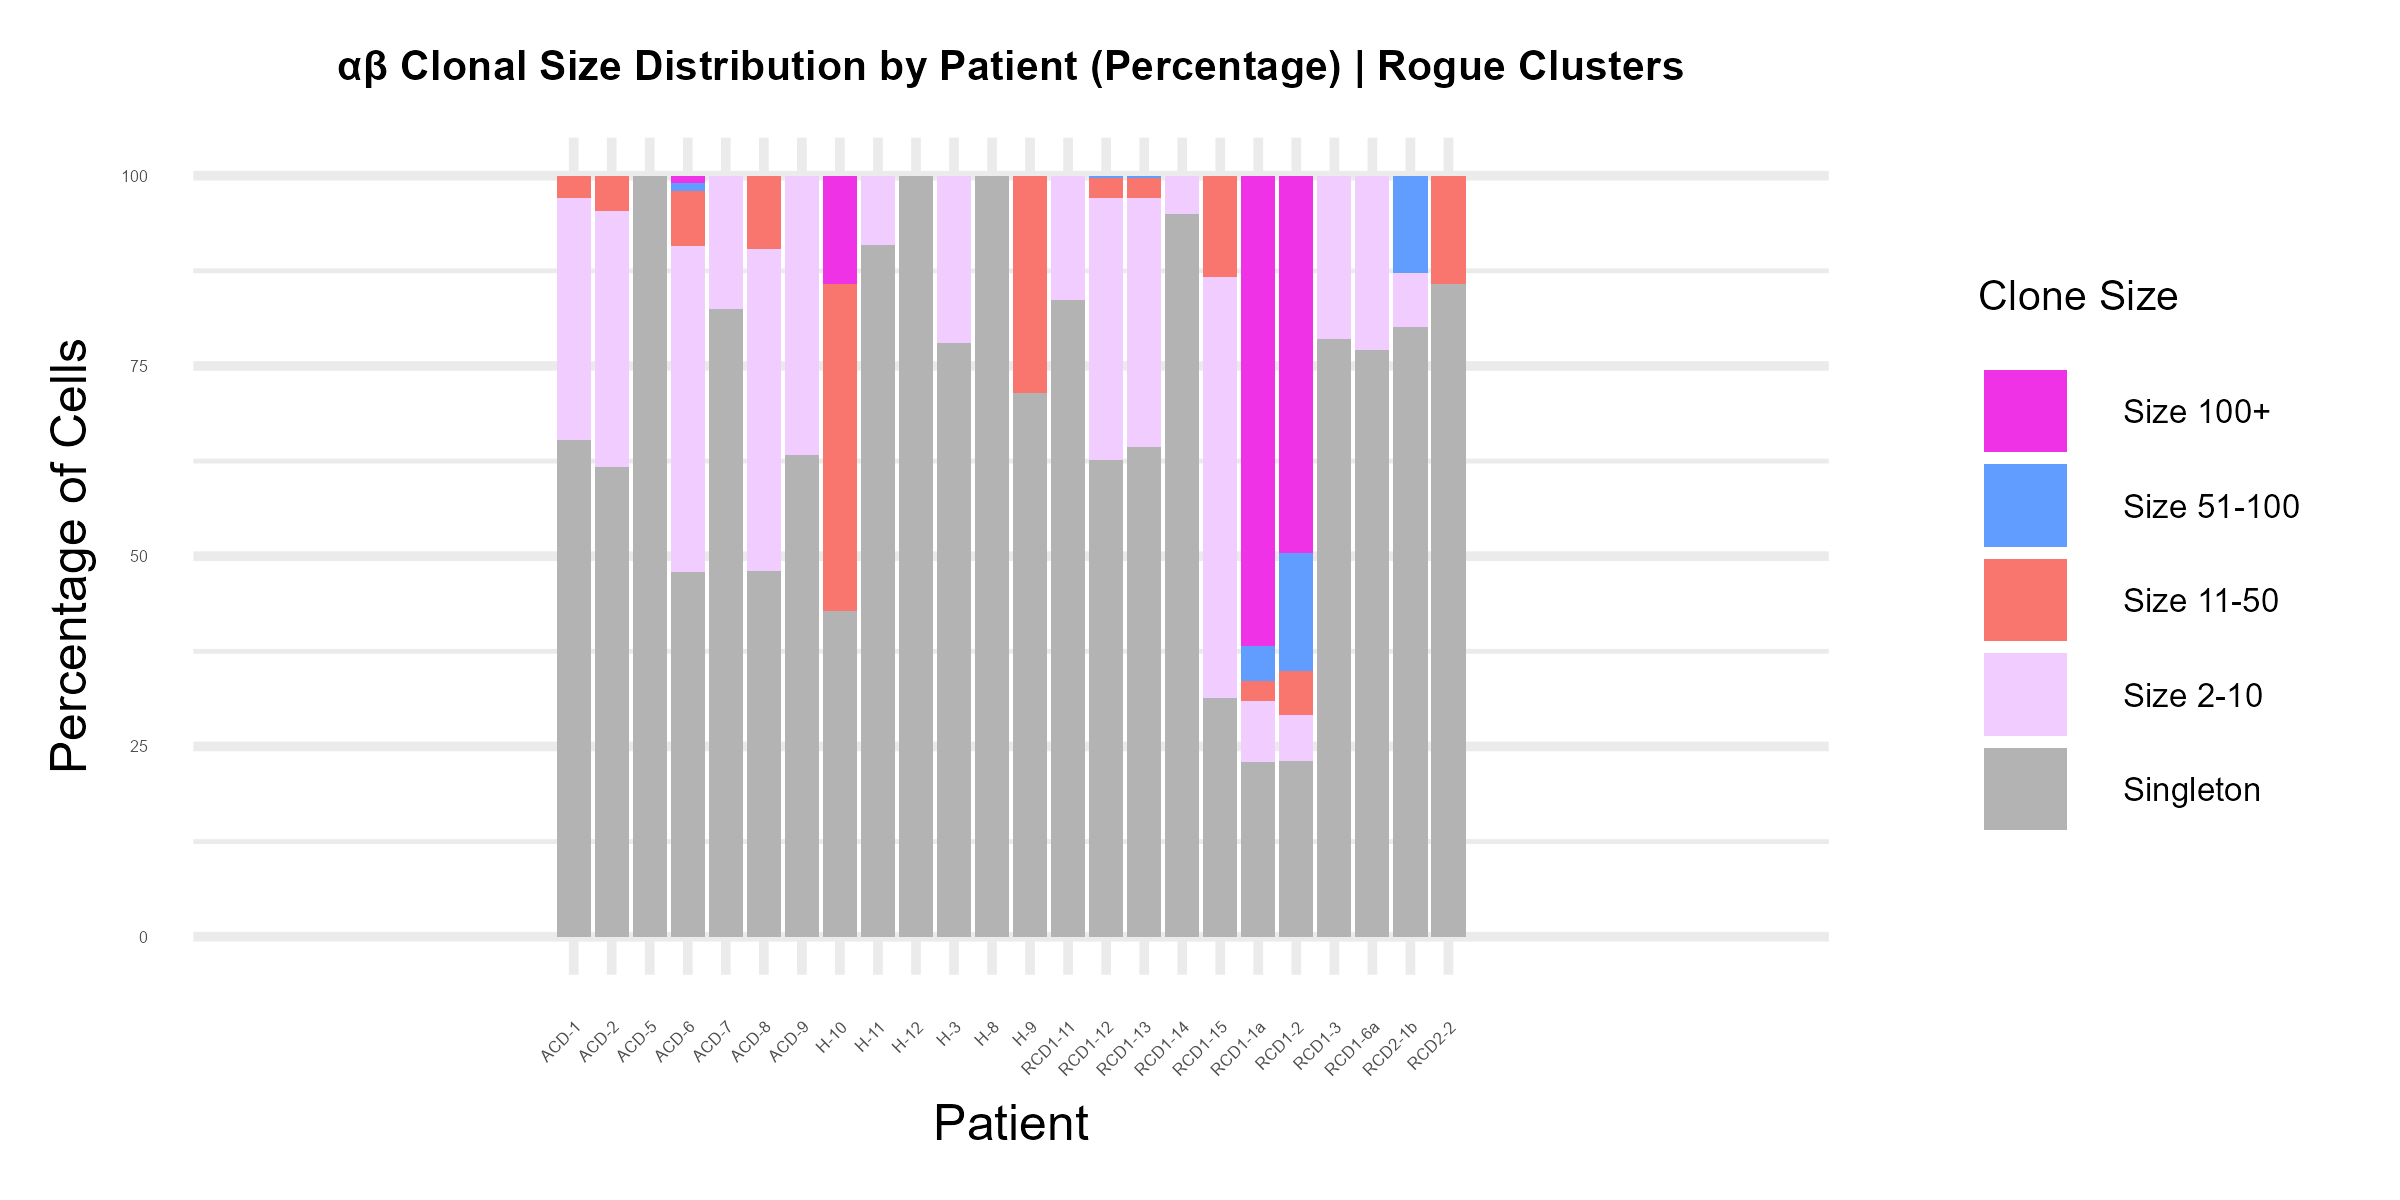 αβ Clonal Size Distribution by Patient (Percentage) | Rogue Clusters
Percentage of Cells
100
75
50
25
0
ACD-1
ACD-2
ACD-5
ACD-6
ACD-7
ACD-8
ACD-9
H-10
H-11
H-12
H-3
H-8
H-9
RCD1-11
RCD1-12
RCD1-13
RCD1-14
RCD1-15
RCD1-1a
RCD1-2
RCD1-3
RCD1-6a
RCD2-1b
RCD2-2
Patient
Clone Size
Size 100+
Size 51-100
Size 11-50
Size 2-10
Singleton